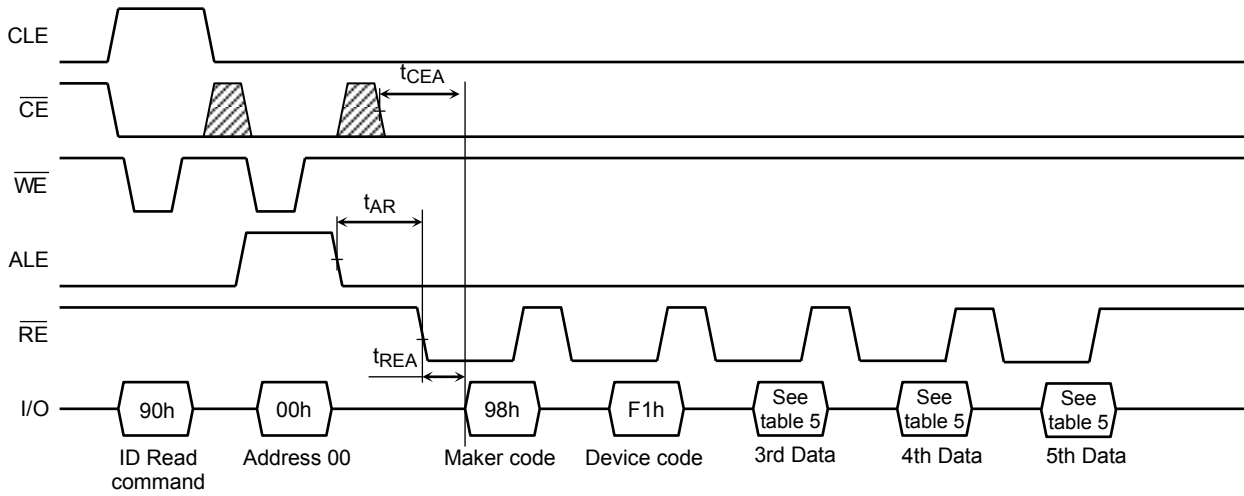 CLE
tCEA
CE
WE
tAR
ALE
RE
tREA
I/O
90h
00h
98h
F1h
See
table 5
See
table 5
See
table 5
ID Read
command
Address 00
Maker code
Device code
3rd Data
4th Data
5th Data